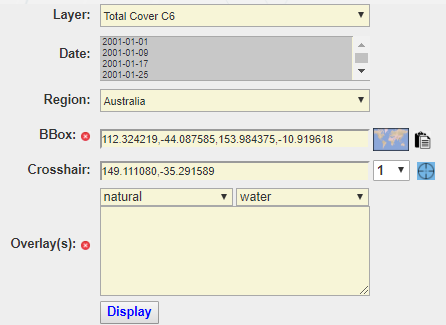 Layer: Total Cover C6
Date: 2001-01-01
2001-01-09
2001-01-17
2001-01-25
Region: Australia
BBox: 112.324219,-44.087585,153.984375,-10.919618
Crosshair: 149.111080,-35.291589 1
natural water
Overlay(s):
Display